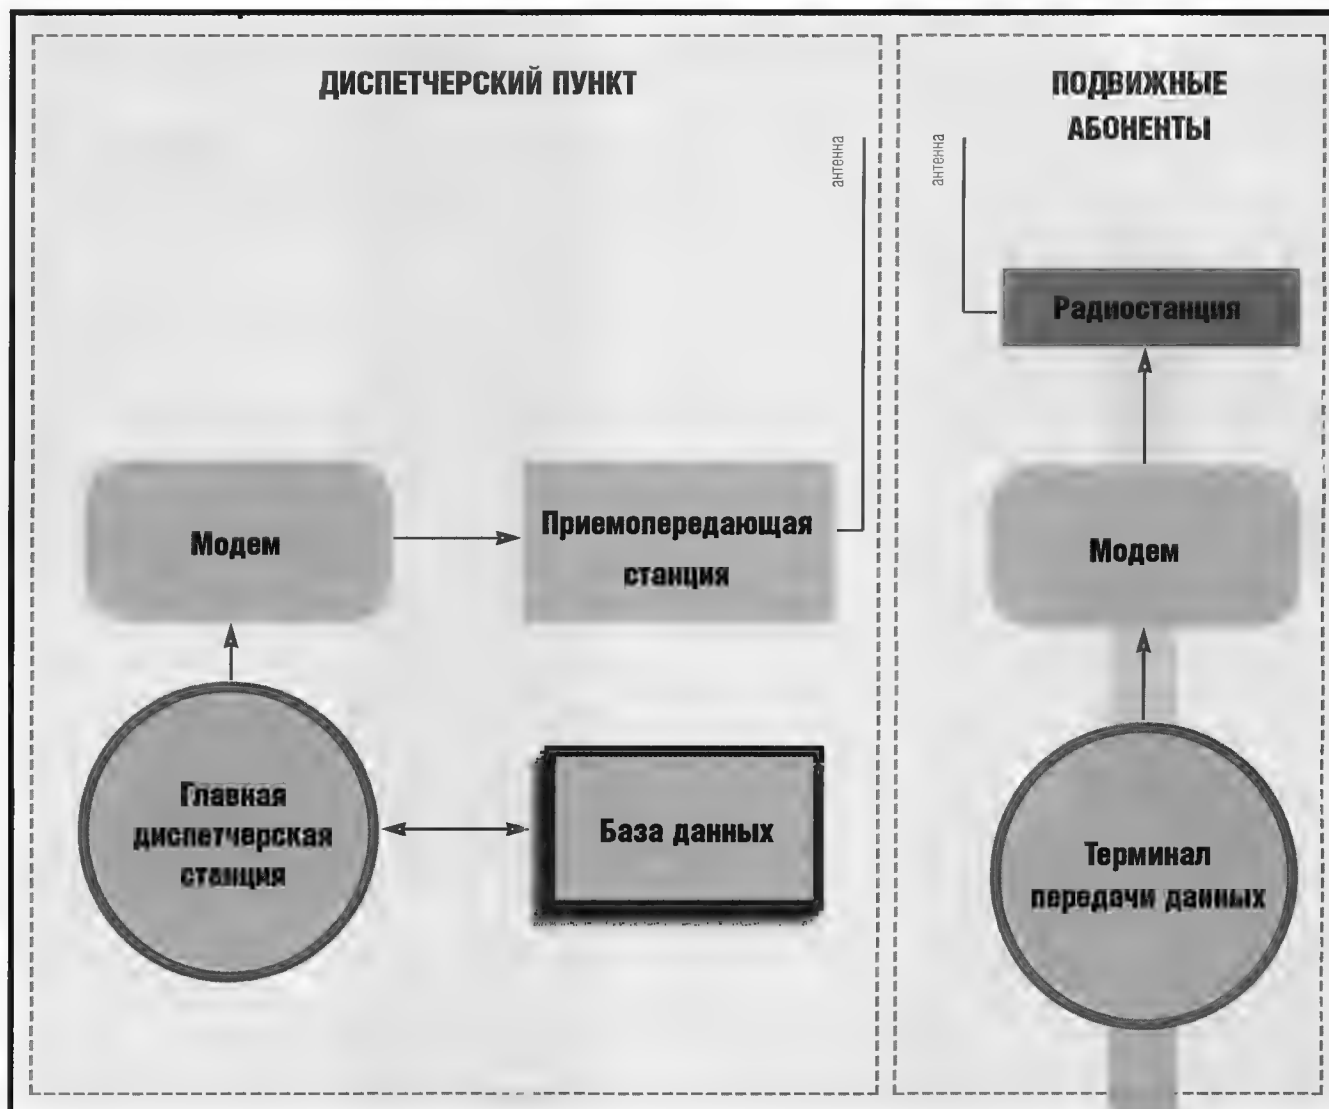 ДИСПЕТЧЕРСКИЙ ПУНКТ
антенна
Модем
Приемопередающая
станция
Главная
диспетчерская
станция
База данных
ПОДВИЖНЫЕ
АБОНЕНТЫ
антенна
Радиостанция
Модем
Терминал
передачи данных